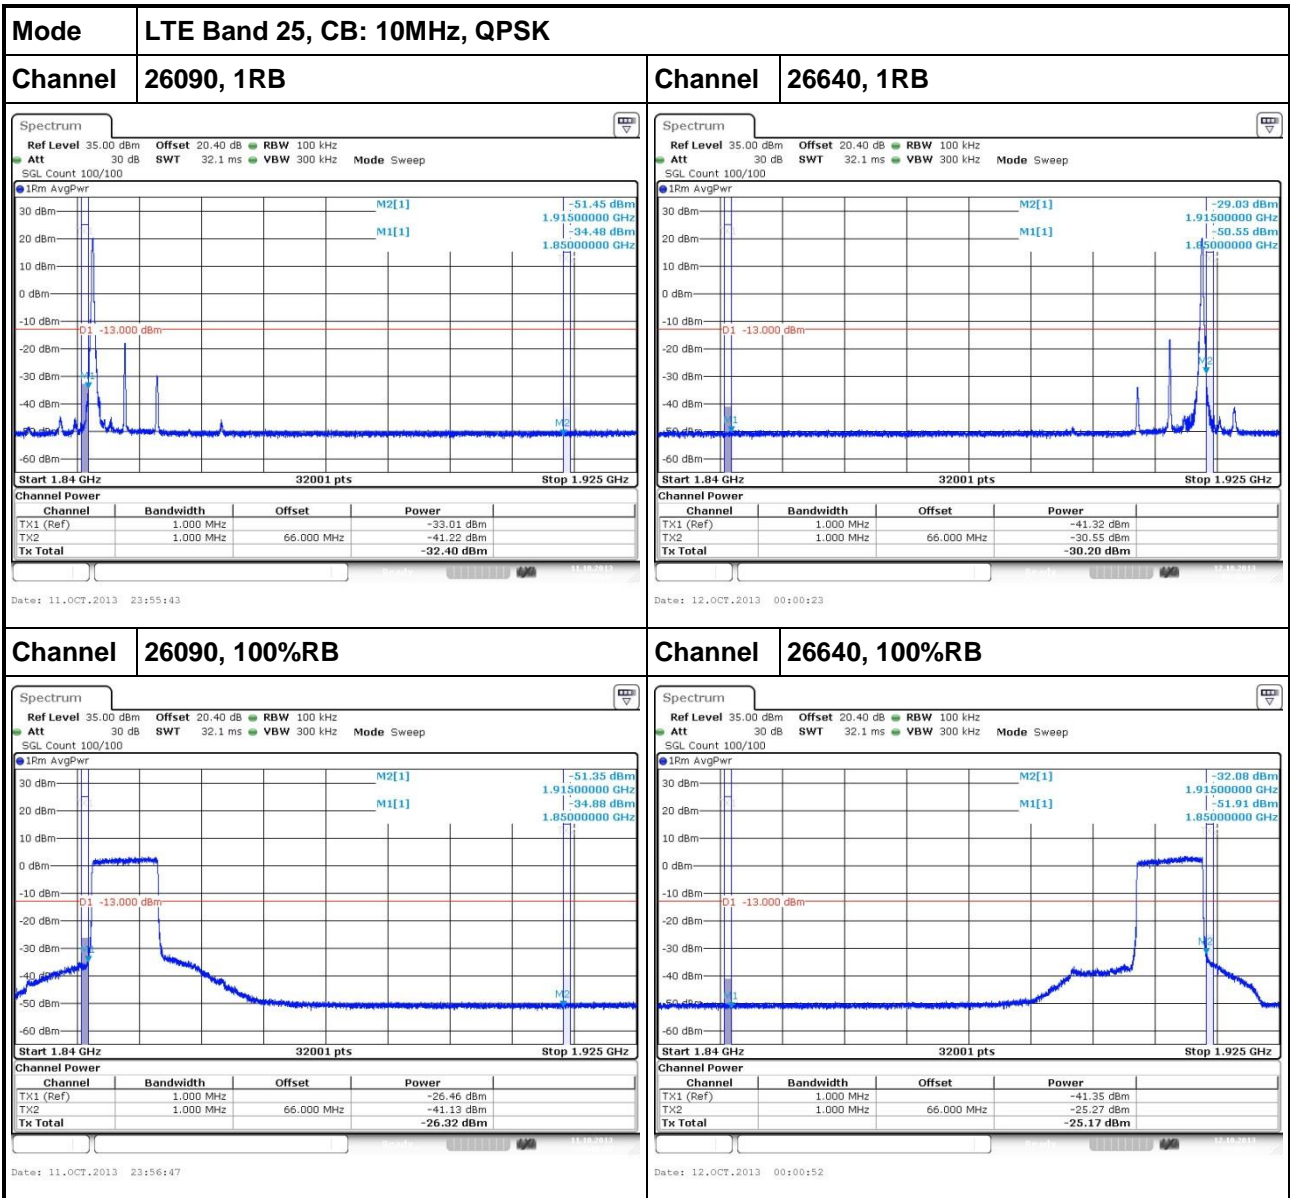 Mode LTE Band 25, CB: 10MHz, QPSK
Channel 26090, 1RB Channel 26640, 1RB
Spectrum
Ref Level 35.00 dBm Offset 20.40 dB RBW 100 kHz
Att 30 dB SWT 32.1 ms VBW 300 kHz Mode Sweep
SGL Count 100/100
1Rm AvgPwr
M2[1] -51.45 dBm
1.91500000 GHz
M1[1] -34.48 dBm
1.85000000 GHz
30 dBm
20 dBm
10 dBm
0 dBm
-10 dBm
D1 -13.000 dBm
-20 dBm
-30 dBm
-40 dBm
-60 dBm
M2
Start 1.84 GHz 32001 pts Stop 1.925 GHz
Channel Power
Channel Bandwidth Offset Power
TX1 (Ref) 1.000 MHz -33.01 dBm
TX2 1.000 MHz 66.000 MHz -41.22 dBm
Tx Total -32.40 dBm
Date: 11.OCT.2013 23:55:43
Spectrum
Ref Level 35.00 dBm Offset 20.40 dB RBW 100 kHz
Att 30 dB SWT 32.1 ms VBW 300 kHz Mode Sweep
SGL Count 100/100
1Rm AvgPwr
M2[1] -29.03 dBm
1.91500000 GHz
M1[1] -50.55 dBm
1.85000000 GHz
30 dBm
20 dBm
10 dBm
0 dBm
-10 dBm
D1 -13.000 dBm
-20 dBm
-30 dBm
M2
-40 dBm
-60 dBm
Start 1.84 GHz 32001 pts Stop 1.925 GHz
Channel Power
Channel Bandwidth Offset Power
TX1 (Ref) 1.000 MHz -41.32 dBm
TX2 1.000 MHz 66.000 MHz -30.55 dBm
Tx Total -30.20 dBm
Date: 12.OCT.2013 00:00:23
Channel 26090, 100%RB Channel 26640, 100%RB
Spectrum
Ref Level 35.00 dBm Offset 20.40 dB RBW 100 kHz
Att 30 dB SWT 32.1 ms VBW 300 kHz Mode Sweep
SGL Count 100/100
1Rm AvgPwr
M2[1] -51.35 dBm
1.91500000 GHz
M1[1] -34.88 dBm
1.85000000 GHz
30 dBm
20 dBm
10 dBm
0 dBm
-10 dBm
D1 -13.000 dBm
-20 dBm
-30 dBm
-40 dBm
-50 dBm
M2
-60 dBm
Start 1.84 GHz 32001 pts Stop 1.925 GHz
Channel Power
Channel Bandwidth Offset Power
TX1 (Ref) 1.000 MHz -26.46 dBm
TX2 1.000 MHz 66.000 MHz -41.13 dBm
Tx Total -26.32 dBm
Date: 11.OCT.2013 23:56:47
Spectrum
Ref Level 35.00 dBm Offset 20.40 dB RBW 100 kHz
Att 30 dB SWT 32.1 ms VBW 300 kHz Mode Sweep
SGL Count 100/100
1Rm AvgPwr
M2[1] -32.08 dBm
1.91500000 GHz
M1[1] -51.91 dBm
1.85000000 GHz
30 dBm
20 dBm
10 dBm
0 dBm
-10 dBm
D1 -13.000 dBm
-20 dBm
-30 dBm
M2
-40 dBm
-60 dBm
Start 1.84 GHz 32001 pts Stop 1.925 GHz
Channel Power
Channel Bandwidth Offset Power
TX1 (Ref) 1.000 MHz -41.35 dBm
TX2 1.000 MHz 66.000 MHz -25.27 dBm
Tx Total -25.17 dBm
Date: 12.OCT.2013 00:00:52